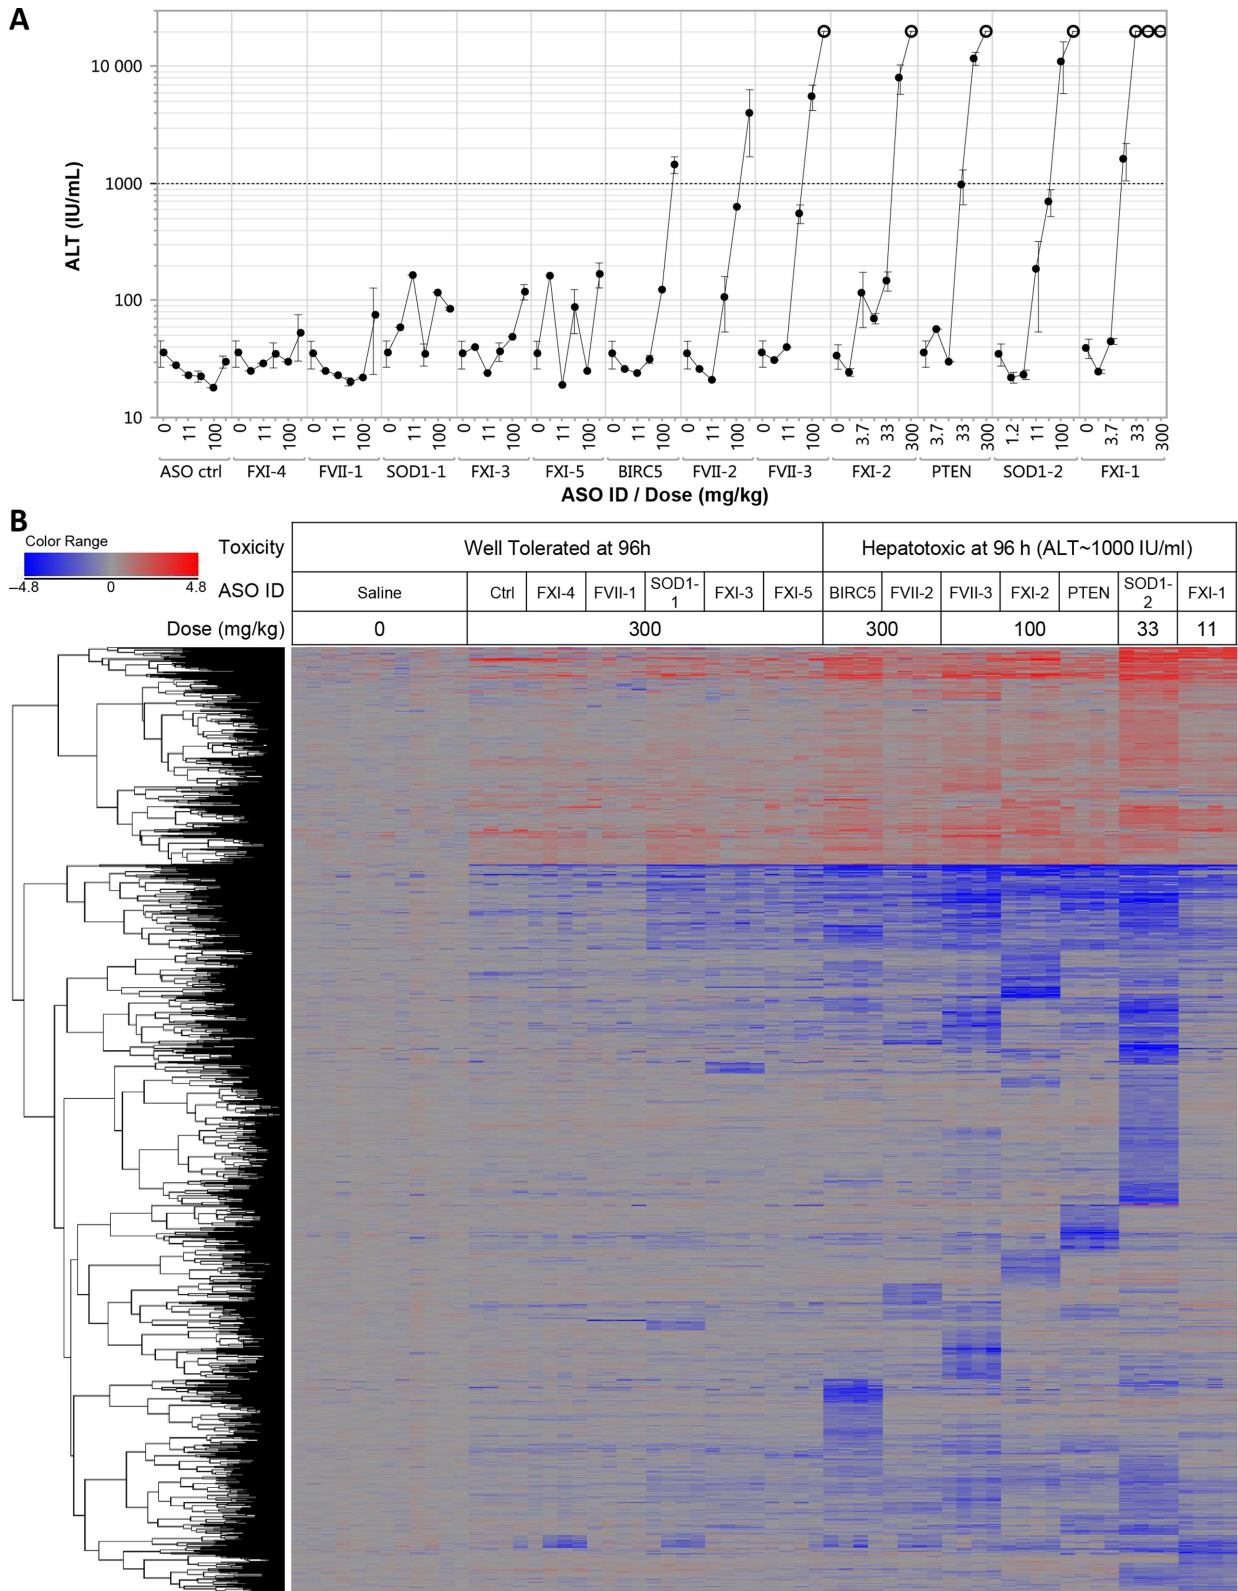 A
ALT (IU/mL)
10 000
1000
100
10
0 11 100 0 11 100 0 11 100 0 11 100 0 11 100 0 11 100 0 11 100 0 11 100 0 11 100 0 3.7 33 300 0 3.7 33 300 0 1.2 11 100 0 3.7 33 300
ASO ctrl FXI-4 FVII-1 SOD1-1 FXI-3 FXI-5 BIRC5 FVII-2 FVII-3 FXI-2 PTEN SOD1-2 FXI-1
ASO ID / Dose (mg/kg)
B
Color Range
−4.8 0 4.8
Toxicity Well Tolerated at 96h Hepatotoxic at 96 h (ALT~1000 IU/ml)
ASO ID Saline Ctrl FXI-4 FVII-1 SOD1-1 FXI-3 FXI-5 BIRC5 FVII-2 FVII-3 FXI-2 PTEN SOD1-2 FXI-1
Dose (mg/kg) 0 300 300 100 33 11